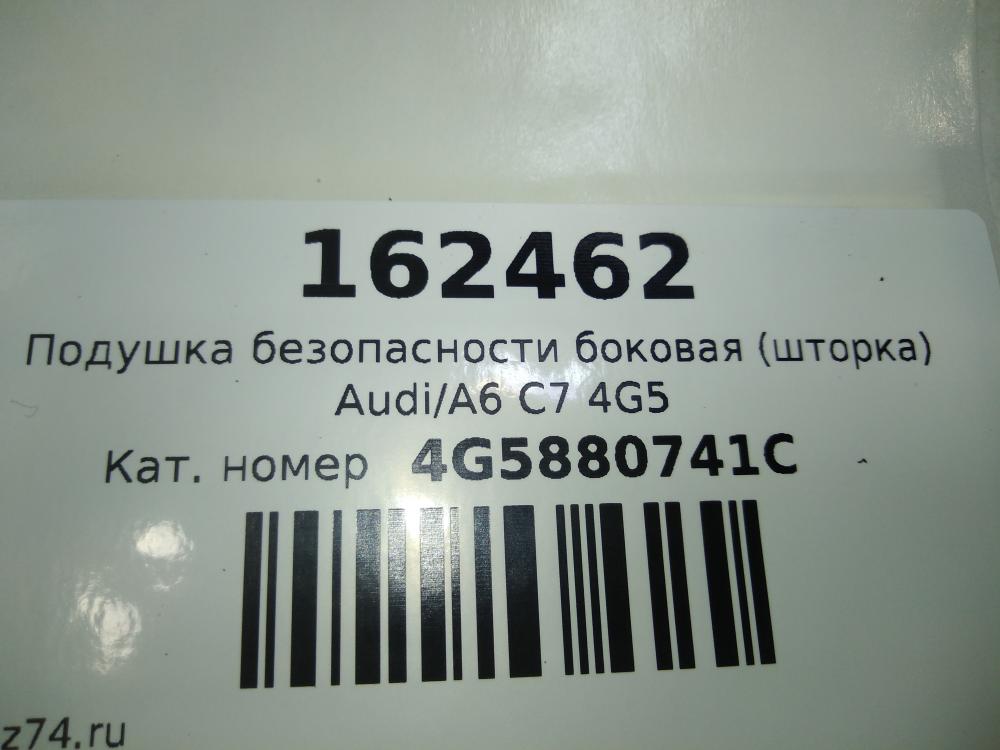 162462
Подушка безопасности боковая (шторка)
Audi/A6 C7 4G5
Кат. номер 4G5880741C
z74.ru